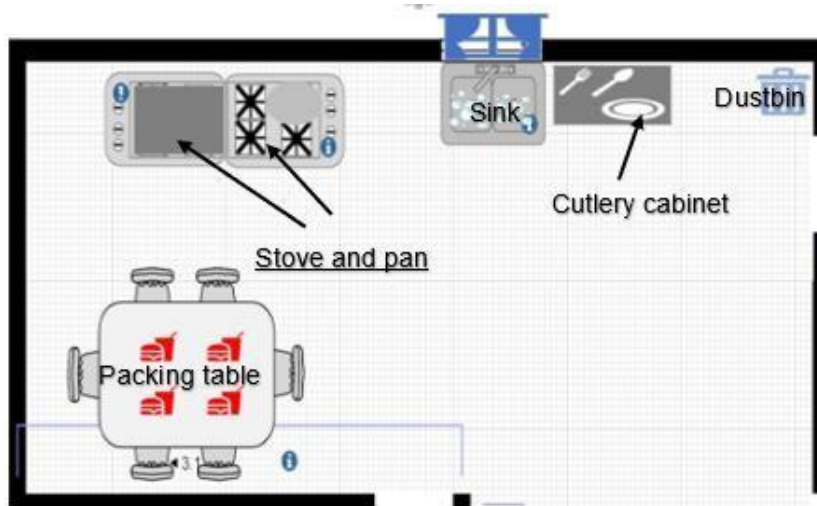 Sink
Dustbin
Cutlery cabinet
Stove and pan
Packing table
3.1